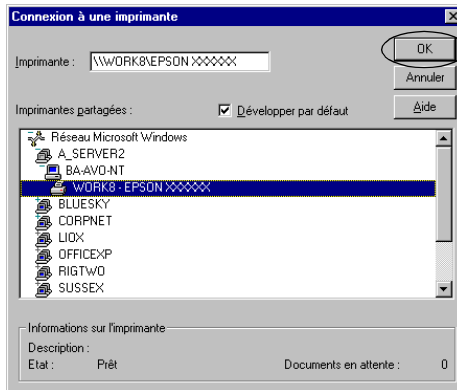 Connexion à une imprimante
Imprimante : \\WORK8\EPSON XXXXXX
OK
Annuler
Aide
Imprimantes partagées : Développer par défaut
Réseau Microsoft Windows
A_SERVER2
BA-AVO-NT
WORK8 - EPSON XXXXXX
BLUESKY
CORPNET
LIOX
OFFICEXP
RIGTWO
SUSSEX
Informations sur l'imprimante
Description :
Etat : Prêt Documents en attente : 0